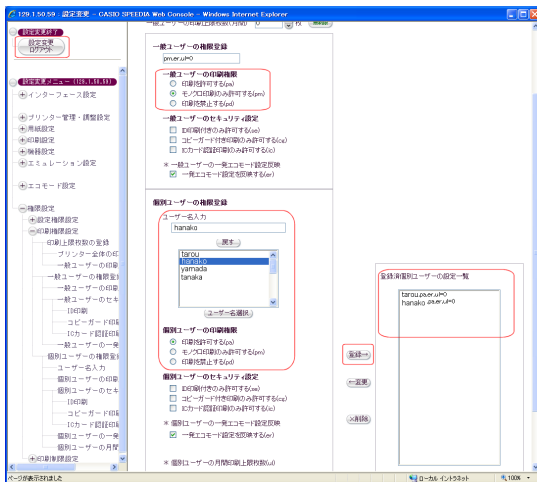 129.1.50.59 - 設定変更 - CASIO SPEEDIA Web Console - Windows Internet Explorer
設定変更終了
設定変更
ログアウト
設定変更メニュー (129.1.50.59)
インターフェース設定
プリンター管理・調整設定
用紙設定
印刷設定
機器設定
エミュレーション設定
エコモード設定
権限設定
設定権限設定
印刷権限設定
印刷上限枚数の登録
プリンター全体の印
一般ユーザーの印刷
一般ユーザーの権限登
一般ユーザーの印刷
一般ユーザーのセキ
ID印刷
コピーガード印刷
ICカード認証印刷
一般ユーザーの一発
個別ユーザーの権限登
ユーザー名入力
個別ユーザーの印刷
個別ユーザーのセキ
ID印刷
コピーガード印刷
ICカード認証印刷
個別ユーザーの一発
個別ユーザーの月間
印刷制限設定
一般ユーザーの権限登録
pm,er,ul=0
一般ユーザーの印刷権限
印刷を許可する(pa)
モノクロ印刷のみ許可する(pm)
印刷を禁止する(pd)
一般ユーザーのセキュリティ設定
ID印刷付きのみ許可する(se)
コピーガード付き印刷のみ許可する(cg)
ICカード認証印刷のみ許可する(ic)
* 一般ユーザーの一発エコモード設定反映
一発エコモード設定を反映する(er)
個別ユーザーの権限登録
ユーザー名入力
hanako
tarou
hanako
yamada
tanaka
ユーザー名選択
個別ユーザーの印刷権限
印刷を許可する(pa)
モノクロ印刷のみ許可する(pm)
印刷を禁止する(pd)
個別ユーザーのセキュリティ設定
ID印刷付きのみ許可する(se)
コピーガード付き印刷のみ許可する(cg)
ICカード認証印刷のみ許可する(ic)
* 個別ユーザーの一発エコモード設定反映
一発エコモード設定を反映する(er)
* 個別ユーザーの月間印刷上限枚数(ul)
登録→
←変更
×削除
登録済個別ユーザーの設定一覧
tarou,pa,er,ul=0
hanako ,pa,er,ul=0
ページが表示されました
ローカル イントラネット
100%